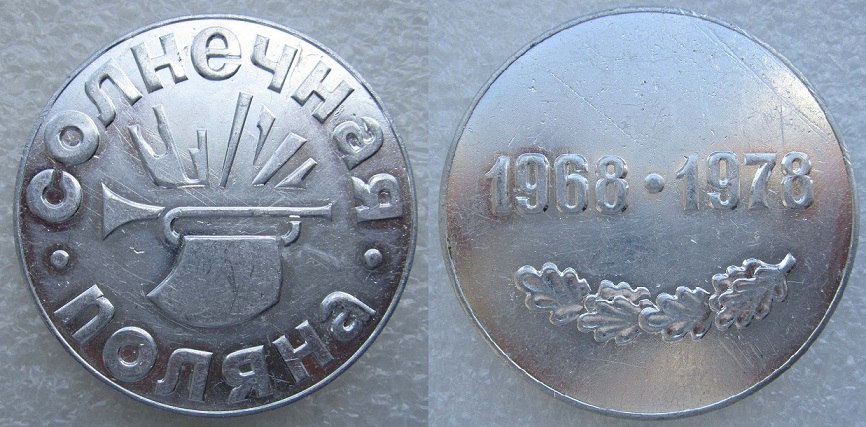 солнечная
поляна
1968 • 1978